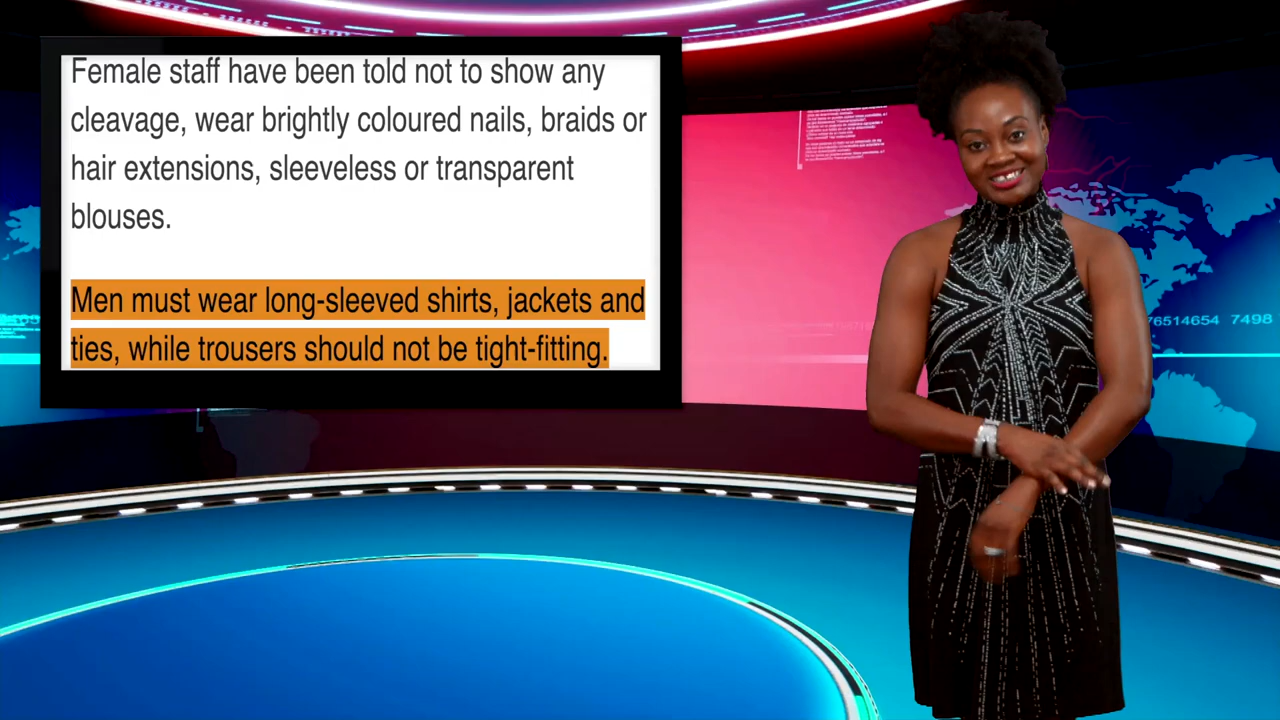 Female staff have been told not to show any
cleavage, wear brightly coloured nails, braids or
hair extensions, sleeveless or transparent
blouses.
Men must wear long-sleeved shirts, jackets and
ties, while trousers should not be tight-fitting.
76514654 7498